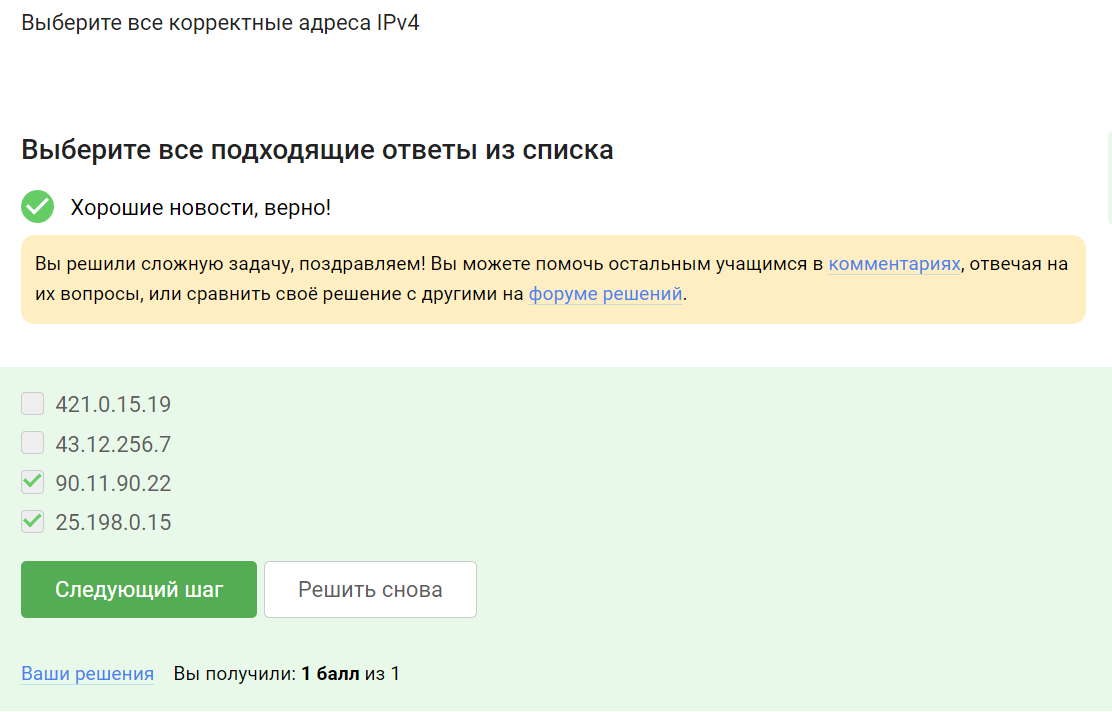 Выберите все корректные адреса IPv4
Выберите все подходящие ответы из списка
Хорошие новости, верно!
Вы решили сложную задачу, поздравляем! Вы можете помочь остальным учащимся в комментариях, отвечая на
их вопросы, или сравнить своё решение с другими на форуме решений.
421.0.15.19
43.12.256.7
90.11.90.22
25.198.0.15
Следующий шаг
Решить снова
Ваши решения Вы получили: 1 балл из 1